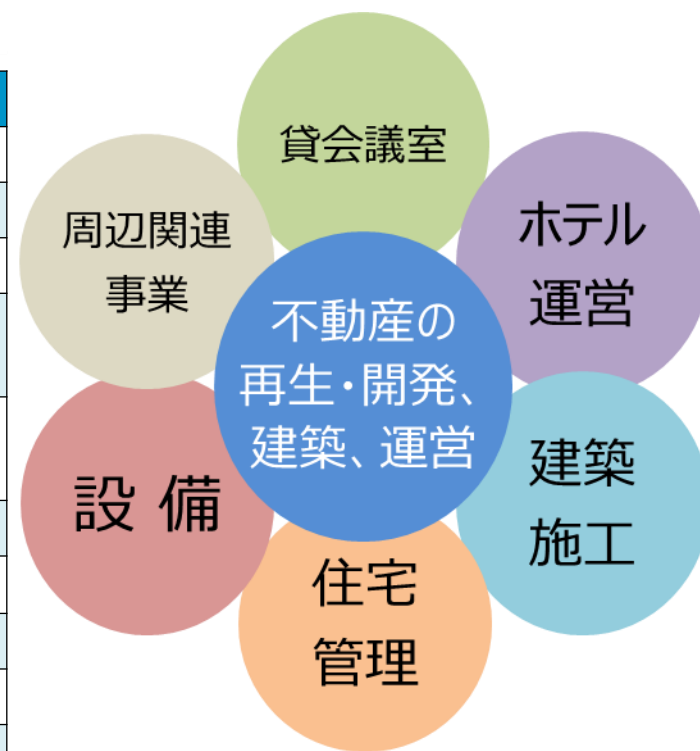 貸会議室
周辺関連
事業
ホテル
運営
不動産の
再生・開発、
建築、運営
設 備
建築
施工
住宅
管理